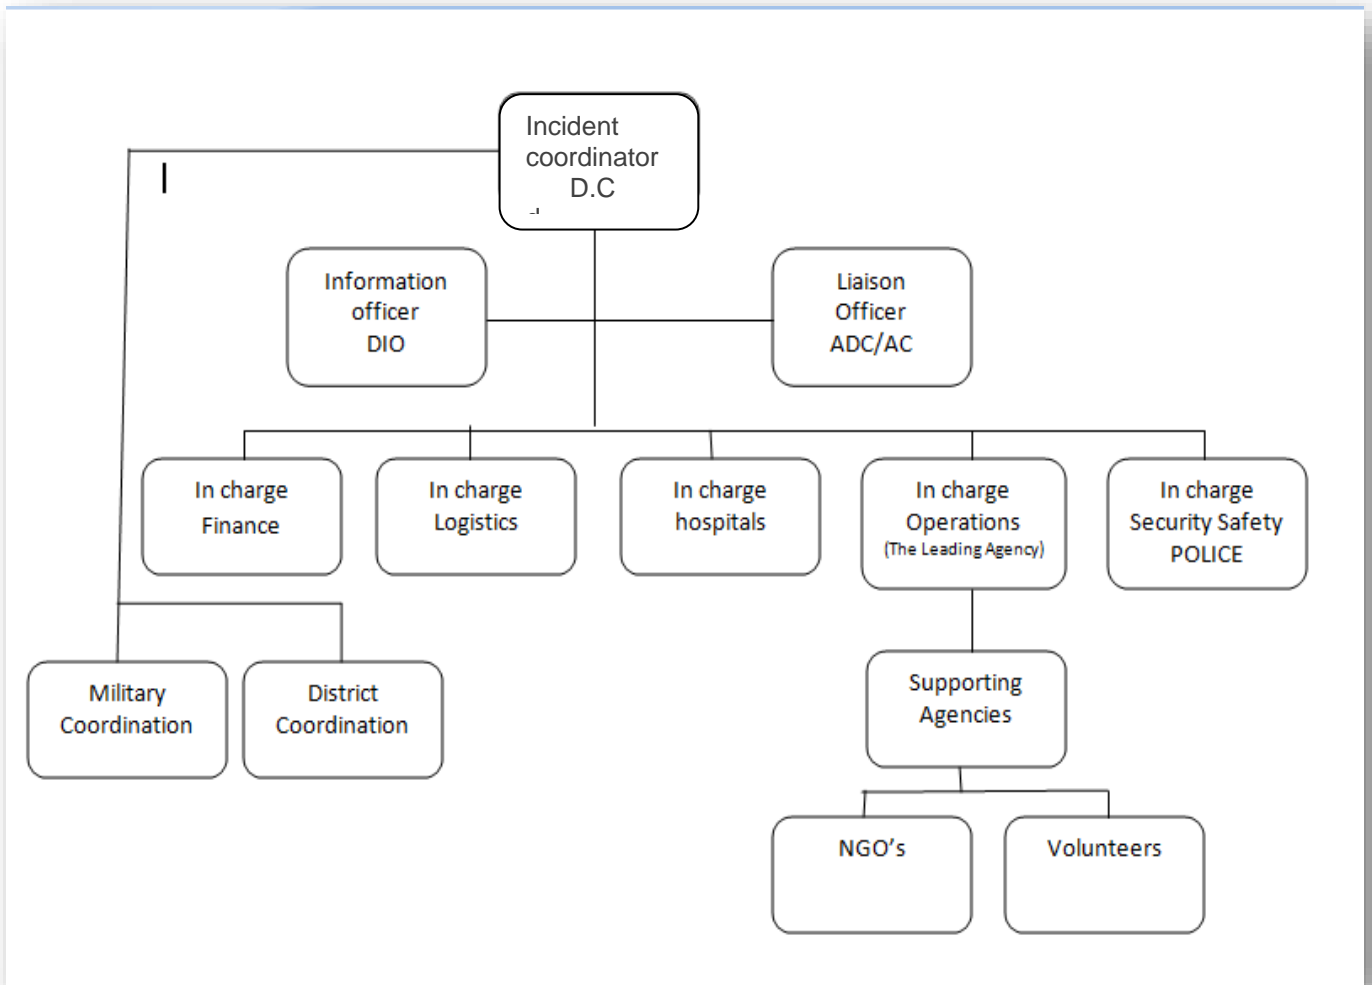 Incident
coordinator
D.C
Information
officer
DIO
Liaison
Officer
ADC/AC
In charge
Finance
In charge
Logistics
In charge
hospitals
In charge
Operations
(The Leading Agency)
In charge
Security Safety
POLICE
Military
Coordination
District
Coordination
Supporting
Agencies
NGO's
Volunteers